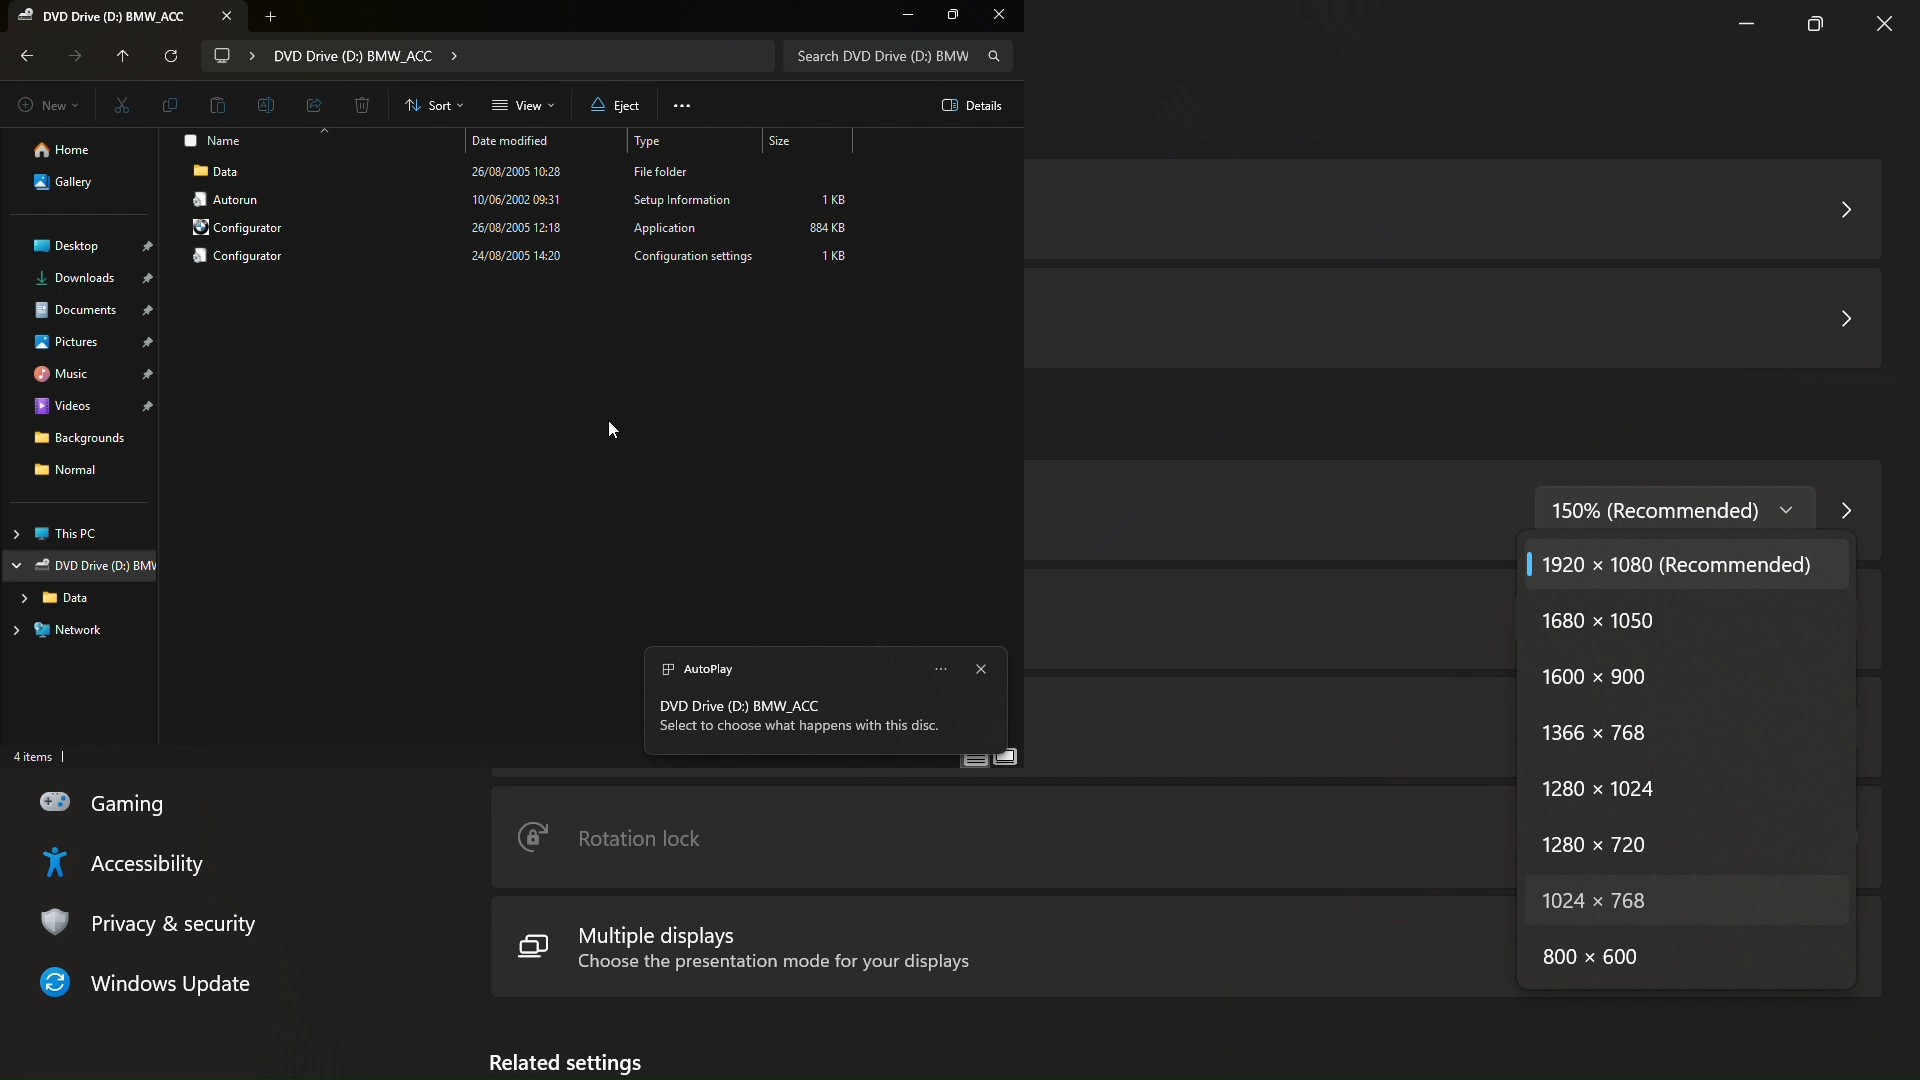 DVD Drive (D:) BMW_ACC
DVD Drive (D:) BMW_ACC
Search DVD Drive (D:) BMW
New
Sort
View
Eject
Details
Home
Gallery
Desktop
Downloads
Documents
Pictures
Music
Videos
Backgrounds
Normal
This PC
DVD Drive (D:) BMW
Data
Network
Name Date modified Type Size
Data 26/08/2005 10:28 File folder
Autorun 10/06/2002 09:31 Setup Information 1 KB
Configurator 26/08/2005 12:18 Application 884 KB
Configurator 24/08/2005 14:20 Configuration settings 1 KB
AutoPlay
DVD Drive (D:) BMW_ACC
Select to choose what happens with this disc.
4 items
150% (Recommended)
1920 × 1080 (Recommended)
1680 × 1050
1600 × 900
1366 × 768
1280 × 1024
1280 × 720
1024 × 768
800 × 600
Gaming
Accessibility
Privacy & security
Windows Update
Rotation lock
Multiple displays
Choose the presentation mode for your displays
Related settings